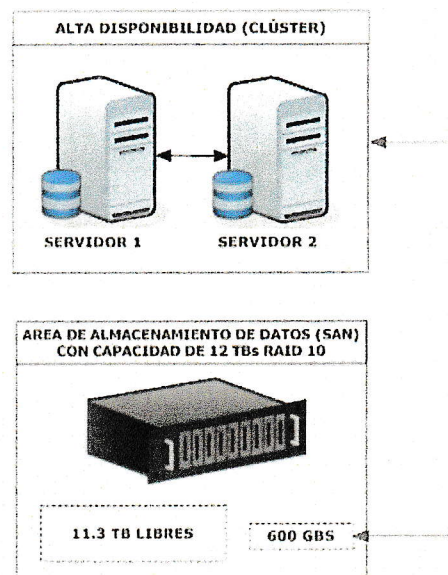 ALTA DISPONIBILIDAD (CLÚSTER)
SERVIDOR 1
SERVIDOR 2
AREA DE ALMACENAMIENTO DE DATOS (SAN)
CON CAPACIDAD DE 12 TBs RAID 10
11.3 TB LIBRES
600 GBS